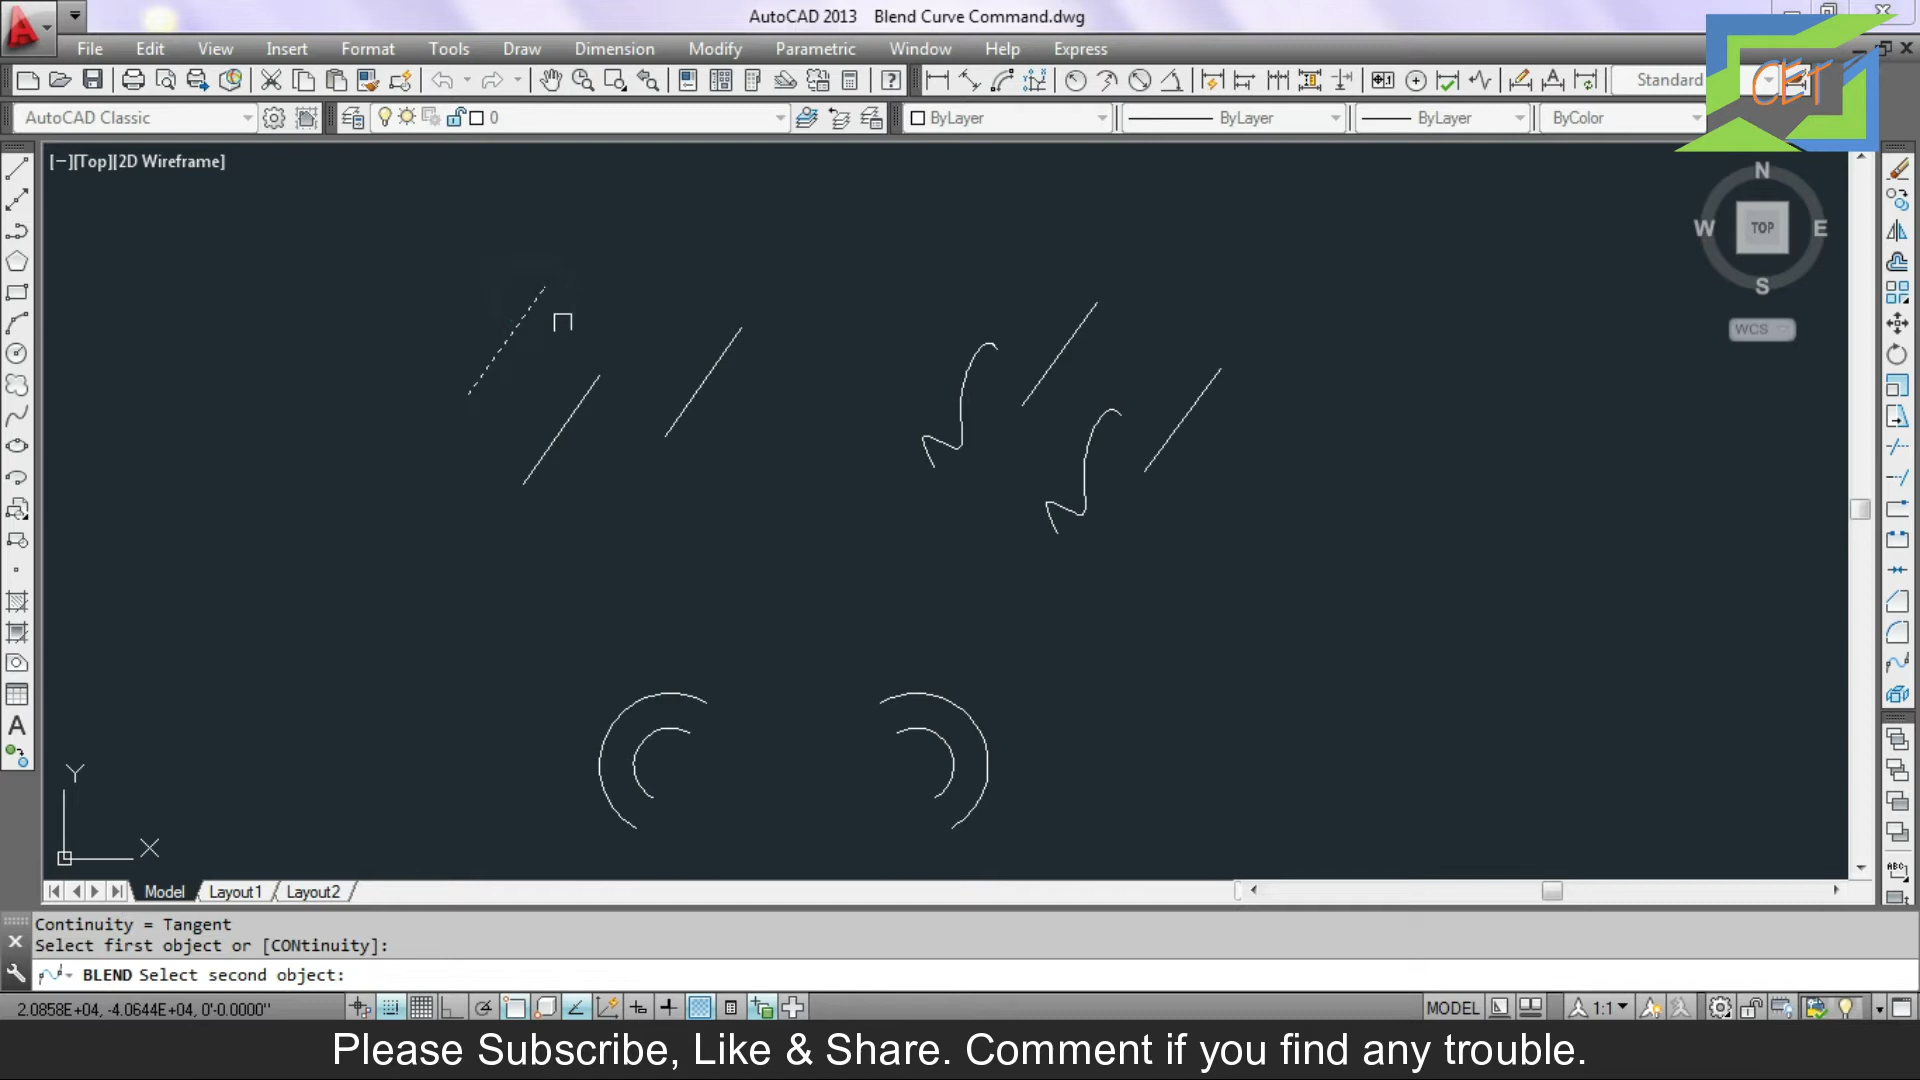 AutoCAD 2013 Blend Curve Command.dwg
File Edit View Insert Format Tools Draw Dimension Modify Parametric Window Help Express
Standard
CET
AutoCAD Classic
0
ByLayer
ByLayer
ByLayer
ByColor
[−][Top][2D Wireframe]
N
W TOP E
S
WCS
A
Y
X
Model Layout1 Layout2
ABC
Continuity = Tangent
Select first object or [CONtinuity]:
BLEND Select second object:
2.0858E+04, -4.0644E+04, 0'-0.0000"
MODEL
1:1
Please Subscribe, Like & Share. Comment if you find any trouble.